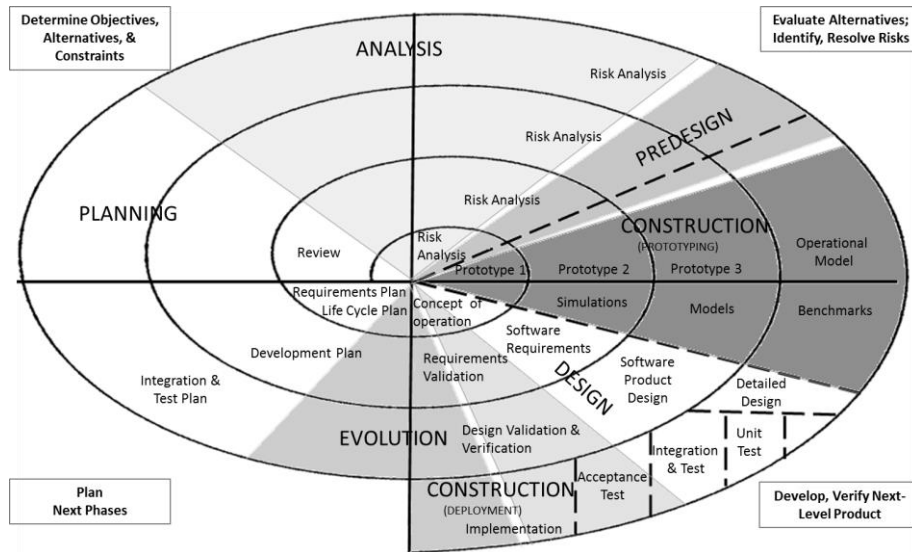 Determine Objectives,
Alternatives, &
Constraints
Evaluate Alternatives;
Identify, Resolve Risks
ANALYSIS
Risk Analysis
PREDESIGN
Risk Analysis
Risk Analysis
PLANNING
CONSTRUCTION
(PROTOTYPING)
Review
Risk
Analysis
Operational
Model
Prototype 1
Prototype 2
Prototype 3
Requirements Plan
Life Cycle Plan
Concept of
operation
Simulations
Models
Benchmarks
Software
Requirements
Development Plan
Requirements
Validation
Software
Product
Design
DESIGN
Detailed
Design
Integration &
Test Plan
EVOLUTION
Design Validation &
Verification
Integration
& Test
Unit
Test
Acceptance
Test
CONSTRUCTION
(DEPLOYMENT)
Implementation
Plan
Next Phases
Develop, Verify Next-
Level Product